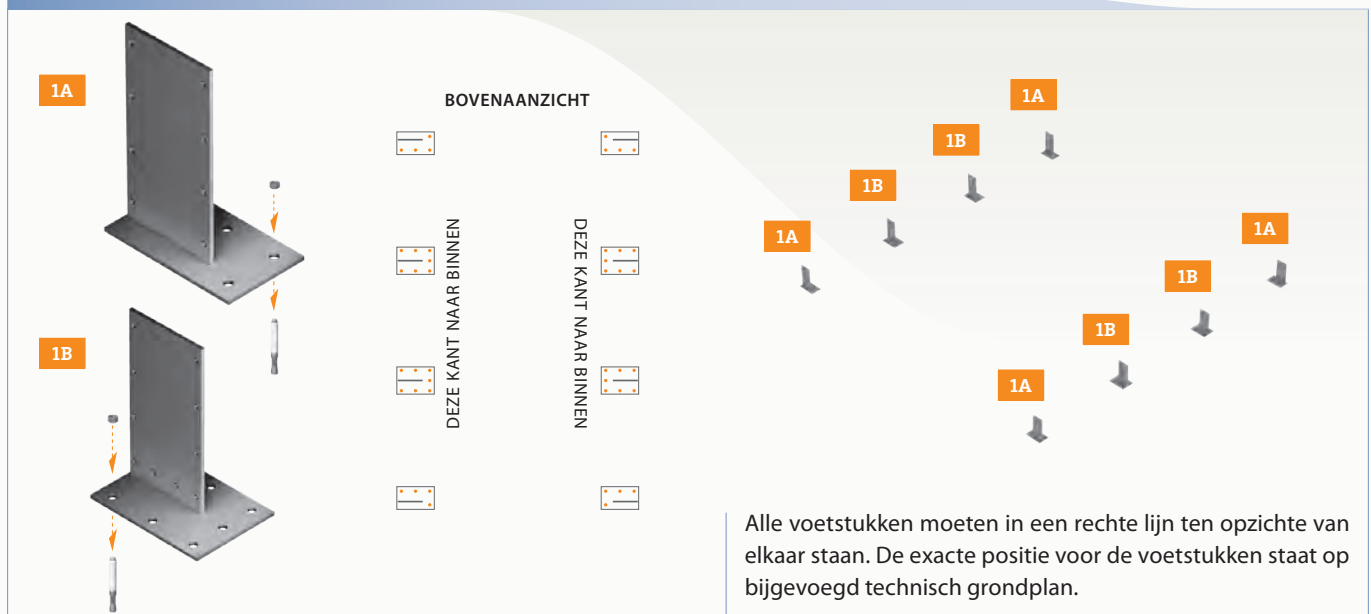 1A
1B
BOVENAANZICHT
DEZE KANT NAAR BINNEN
DEZE KANT NAAR BINNEN
1A
1B
1B
1A
1A
1B
1B
1A
Alle voetstukken moeten in een rechte lijn ten opzichte van
elkaar staan. De exacte positie voor de voetstukken staat op
bijgevoegd technisch grondplan.